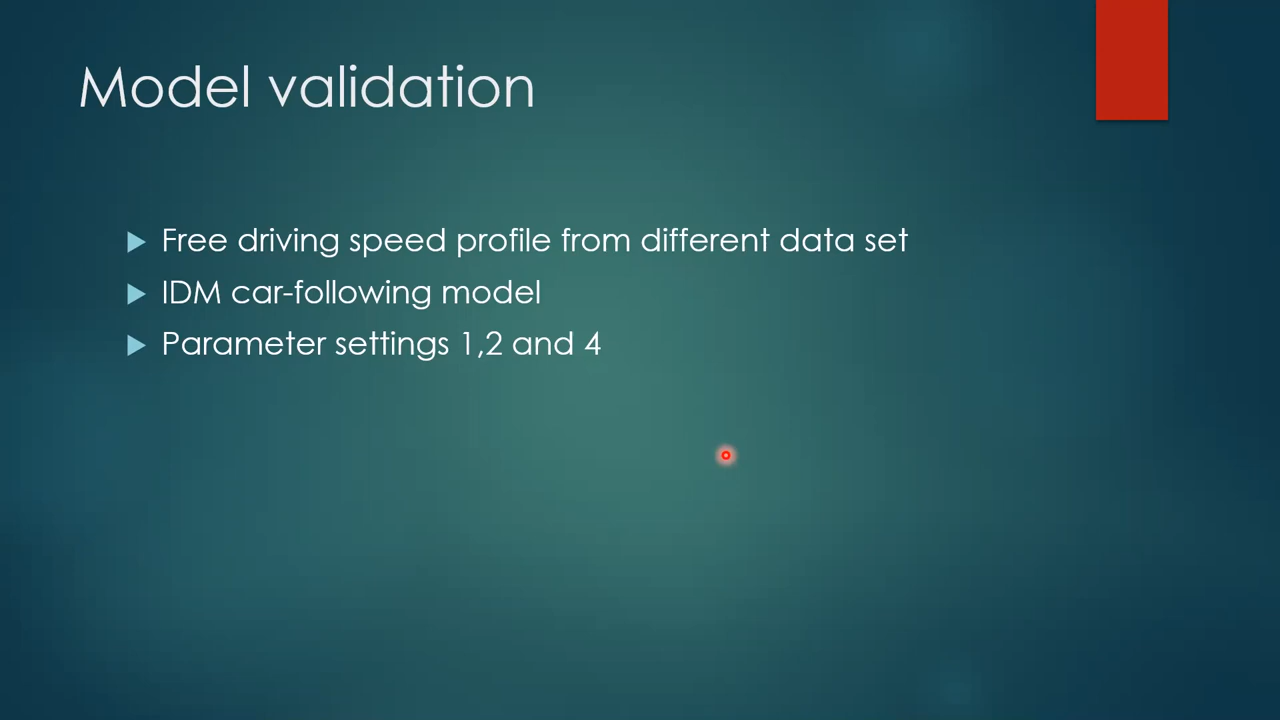 Model validation
Free driving speed profile from different data set
IDM car-following model
Parameter settings 1,2 and 4